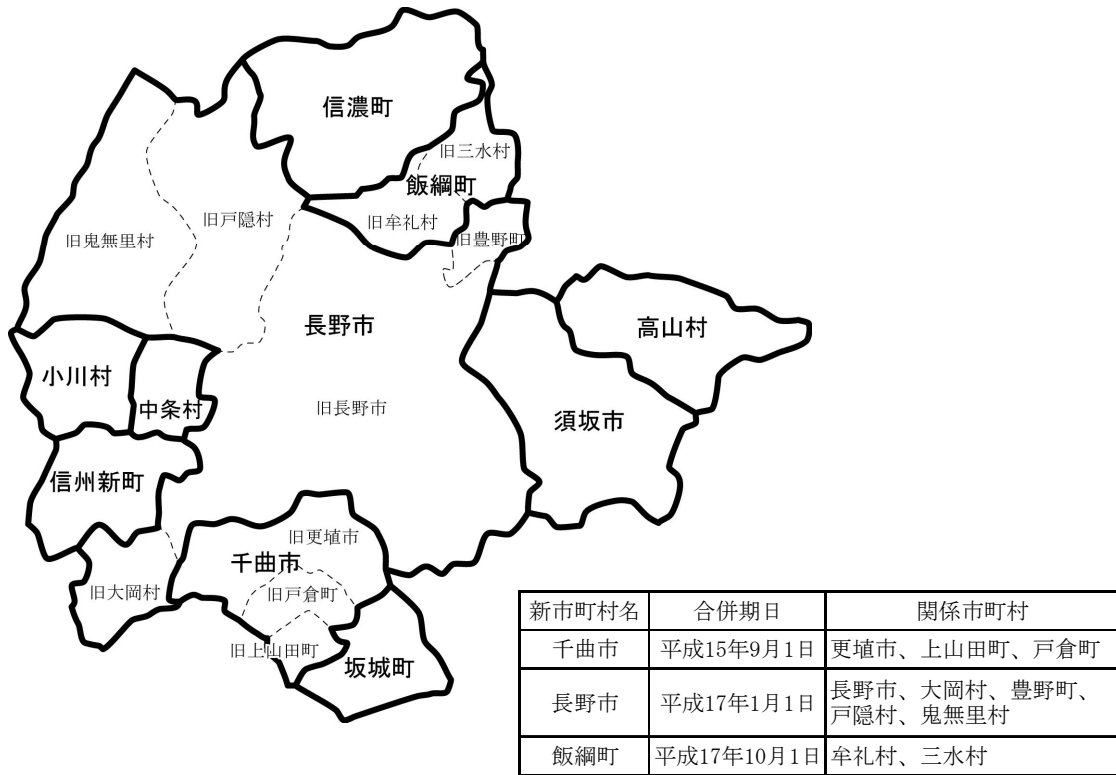 信濃町
旧三水村
飯綱町
旧戸隠村
旧牟礼村
旧鬼無里村
旧豊野町
長野市
高山村
小川村
中条村
旧長野市
須坂市
信州新町
旧更埴市
千曲市
旧大岡村
旧戸倉町
旧上山田町
坂城町
新市町村名 合併期日 関係市町村
千曲市 平成15年9月1日 更埴市、上山田町、戸倉町
長野市 平成17年1月1日 長野市、大岡村、豊野町、
戸隠村、鬼無里村
飯綱町 平成17年10月1日 牟礼村、三水村